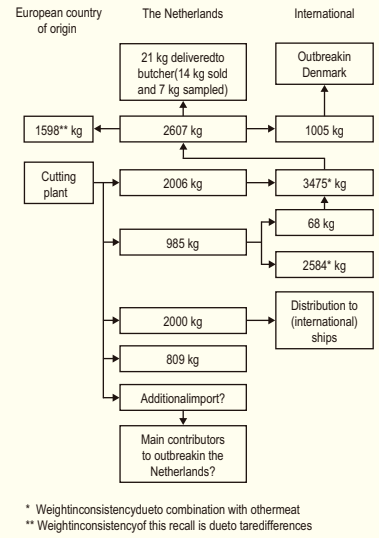 European country
of origin
The Netherlands
International
21 kg deliveredto
butcher(14 kg sold
and 7 kg sampled)
Outbreakin
Denmark
1598** kg
2607 kg
1005 kg
Cutting
plant
2006 kg
3475* kg
68 kg
985 kg
2584* kg
2000 kg
Distribution to
(international)
ships
809 kg
Additionalimport?
Main contributors
to outbreakin the
Netherlands?
* Weightinconsistencydueto combination with othermeat
** Weightinconsistencyof this recall is dueto taredifferences